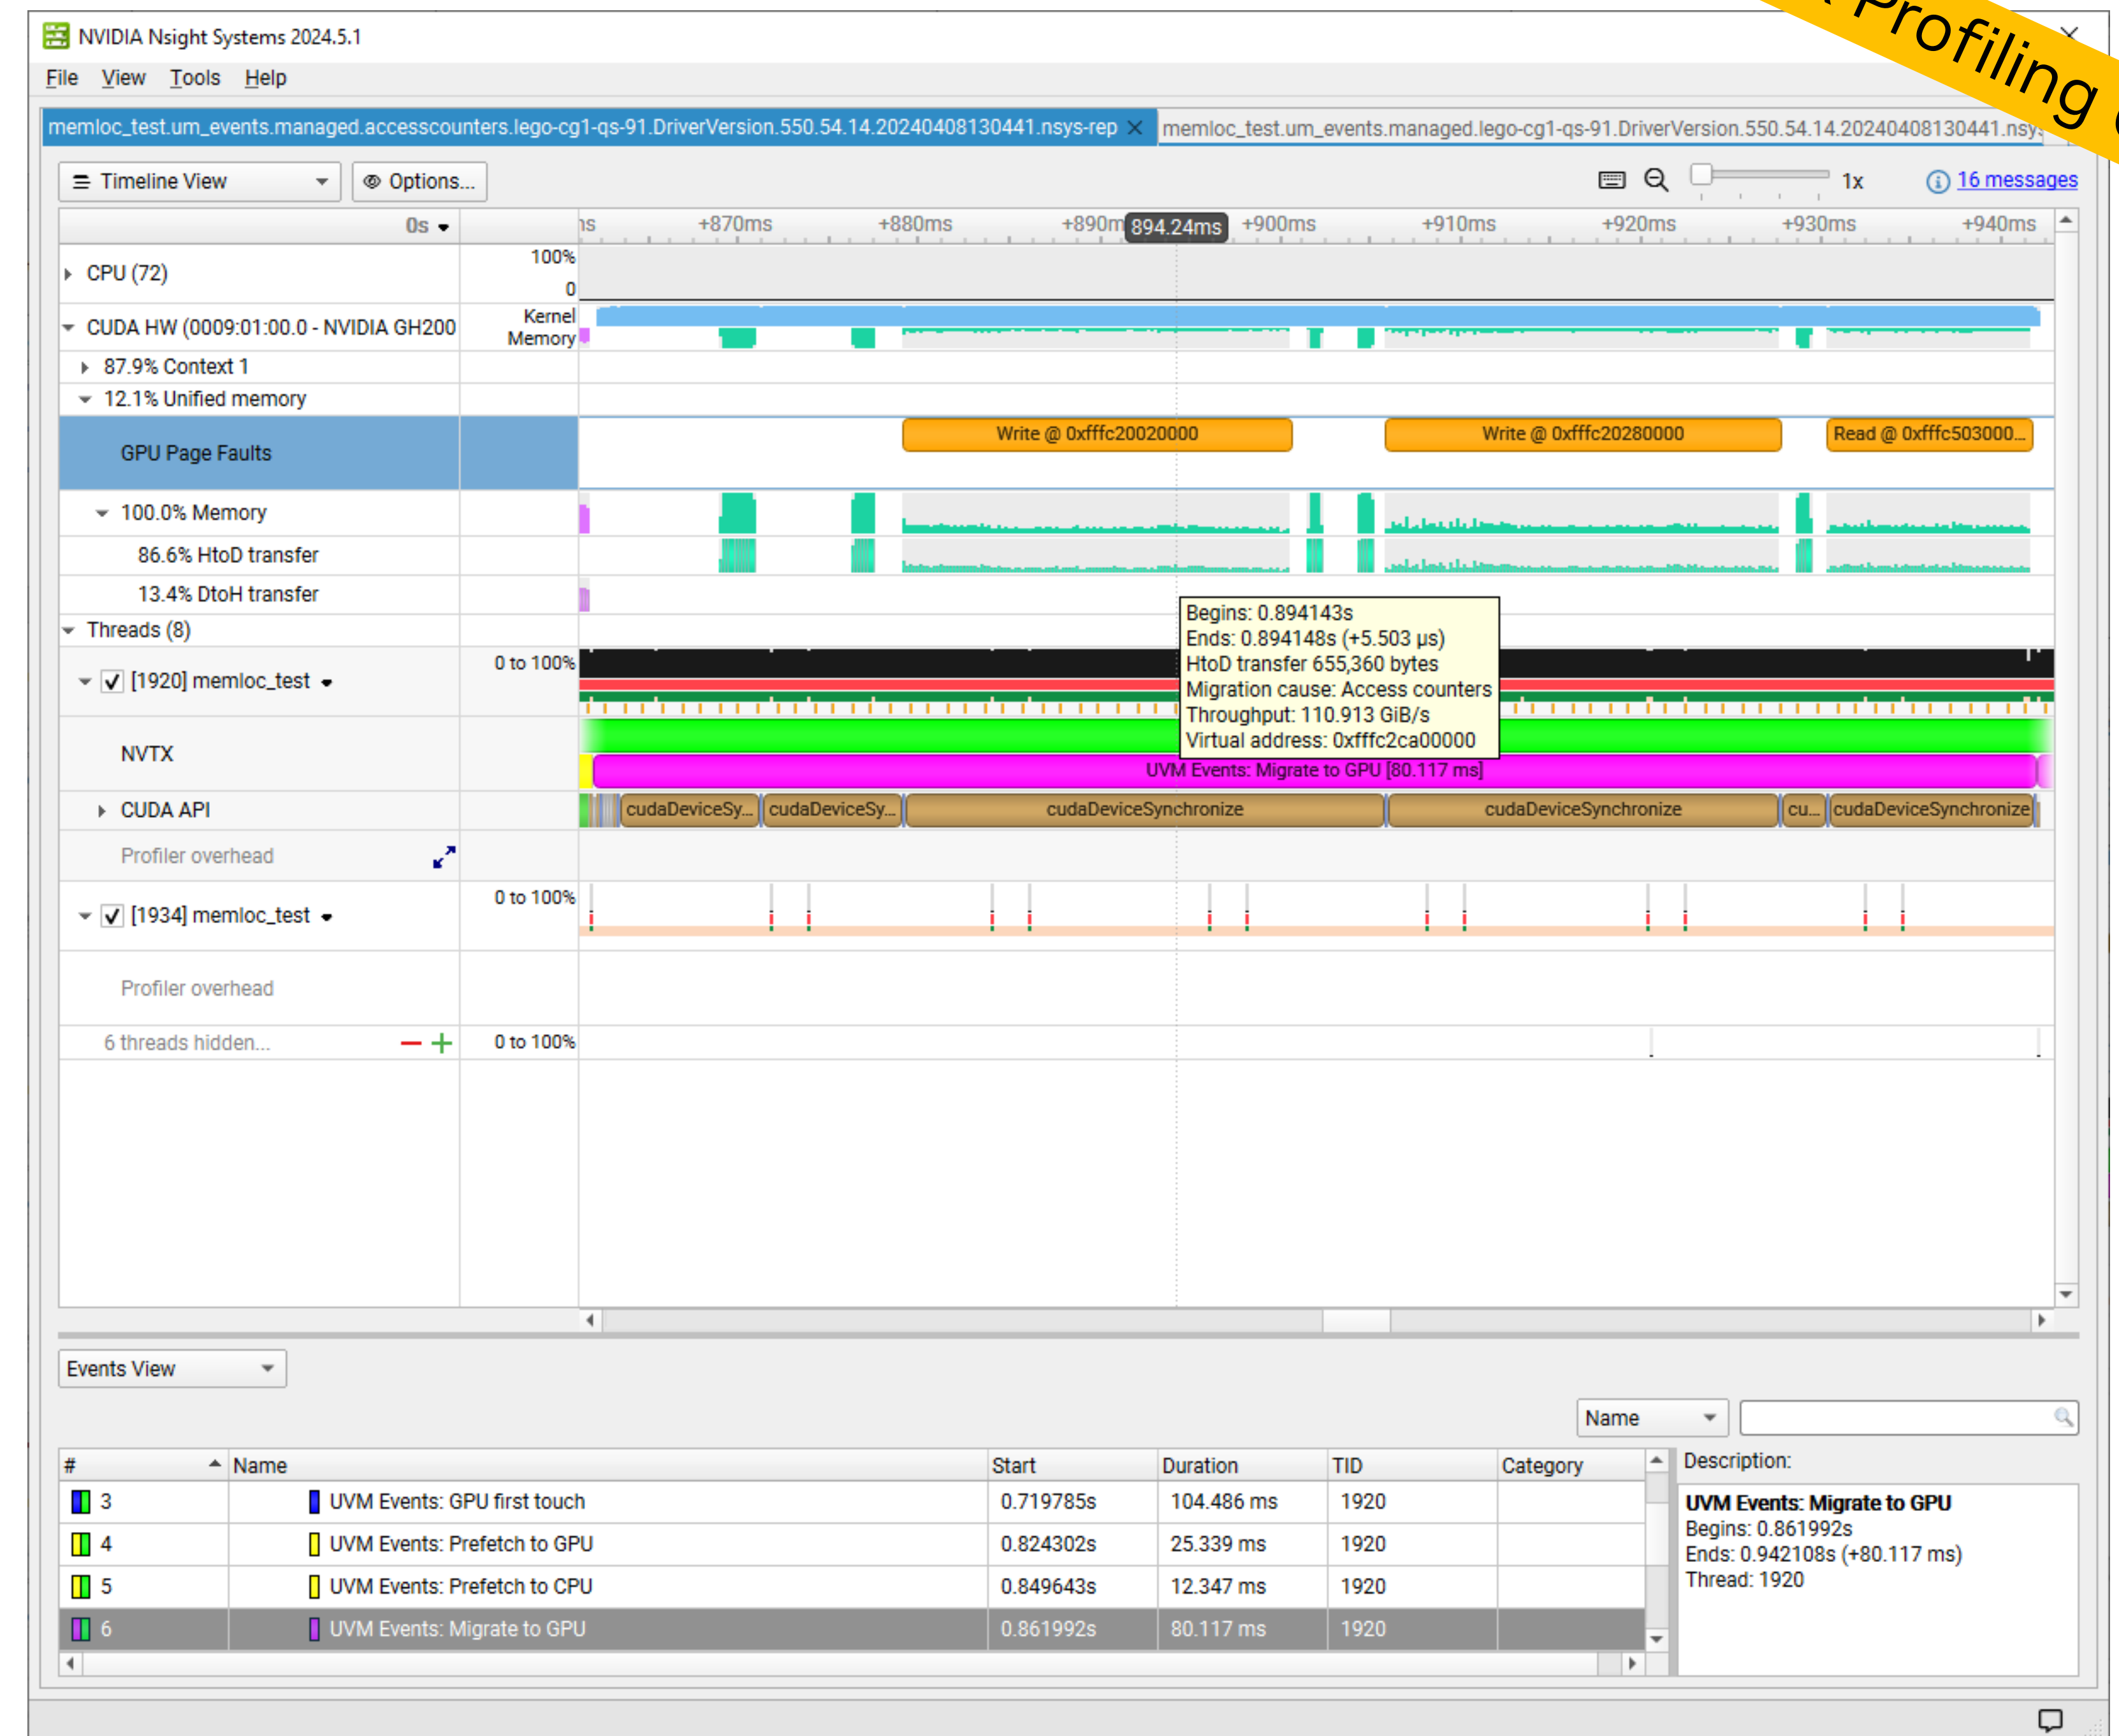 Profiling
NVIDIA Nsight Systems 2024.5.1
File View Tools Help
memloc_test.um_events.managed.accesscounters.lego-cg1-qs-91.DriverVersion.550.54.14.20240408130441.nsys-rep memloc_test.um_events.managed.lego-cg1-qs-91.DriverVersion.550.54.14.20240408130441.nsys
Timeline View Options... 1x 16 messages
0s +870ms +880ms +890m 894.24ms +900ms +910ms +920ms +930ms +940ms
CPU (72) 100%
0
CUDA HW (0009:01:00.0 - NVIDIA GH200 Kernel
Memory
87.9% Context 1
12.1% Unified memory
GPU Page Faults Write @ 0xfffc20020000 Write @ 0xfffc20280000 Read @ 0xfffc503000...
100.0% Memory
86.6% HtoD transfer
13.4% DtoH transfer
Begins: 0.894143s
Ends: 0.894148s (+5.503 µs)
HtoD transfer 655,360 bytes
Migration cause: Access counters
Throughput: 110.913 GiB/s
Virtual address: 0xfffc2ca00000
Threads (8)
[1920] memloc_test 0 to 100%
NVTX
UVM Events: Migrate to GPU [80.117 ms]
CUDA API cudaDeviceSy... cudaDeviceSy... cudaDeviceSynchronize cudaDeviceSynchronize cu... cudaDeviceSynchronize
Profiler overhead
[1934] memloc_test 0 to 100%
Profiler overhead
6 threads hidden... 0 to 100%
Events View
Name
# Name Start Duration TID Category
3 UVM Events: GPU first touch 0.719785s 104.486 ms 1920
4 UVM Events: Prefetch to GPU 0.824302s 25.339 ms 1920
5 UVM Events: Prefetch to CPU 0.849643s 12.347 ms 1920
6 UVM Events: Migrate to GPU 0.861992s 80.117 ms 1920
Description:
UVM Events: Migrate to GPU
Begins: 0.861992s
Ends: 0.942108s (+80.117 ms)
Thread: 1920